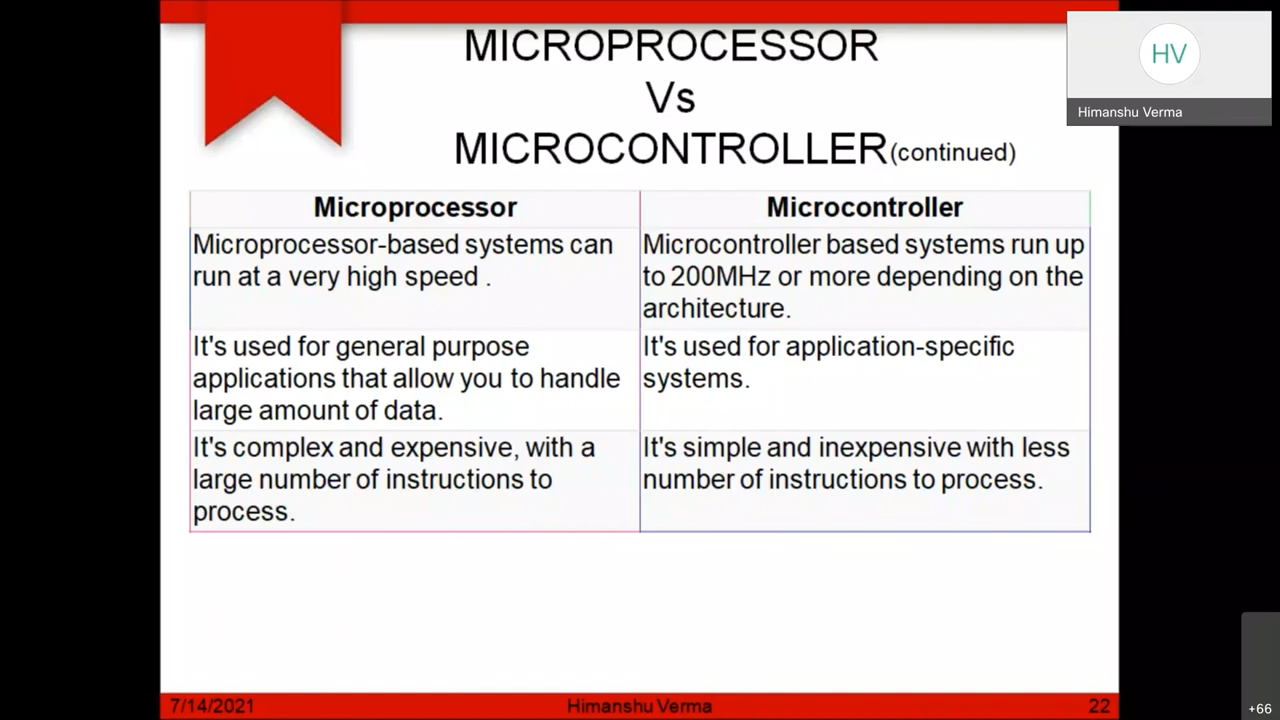 MICROPROCESSOR
Vs
MICROCONTROLLER(continued)
HV
Himanshu Verma
Microprocessor
Microcontroller
Microprocessor-based systems can
run at a very high speed .
Microcontroller based systems run up
to 200MHz or more depending on the
architecture.
It's used for general purpose
applications that allow you to handle
large amount of data.
It's used for application-specific
systems.
It's complex and expensive, with a
large number of instructions to
process.
It's simple and inexpensive with less
number of instructions to process.
7/14/2021
Himanshu Verma
22
+66